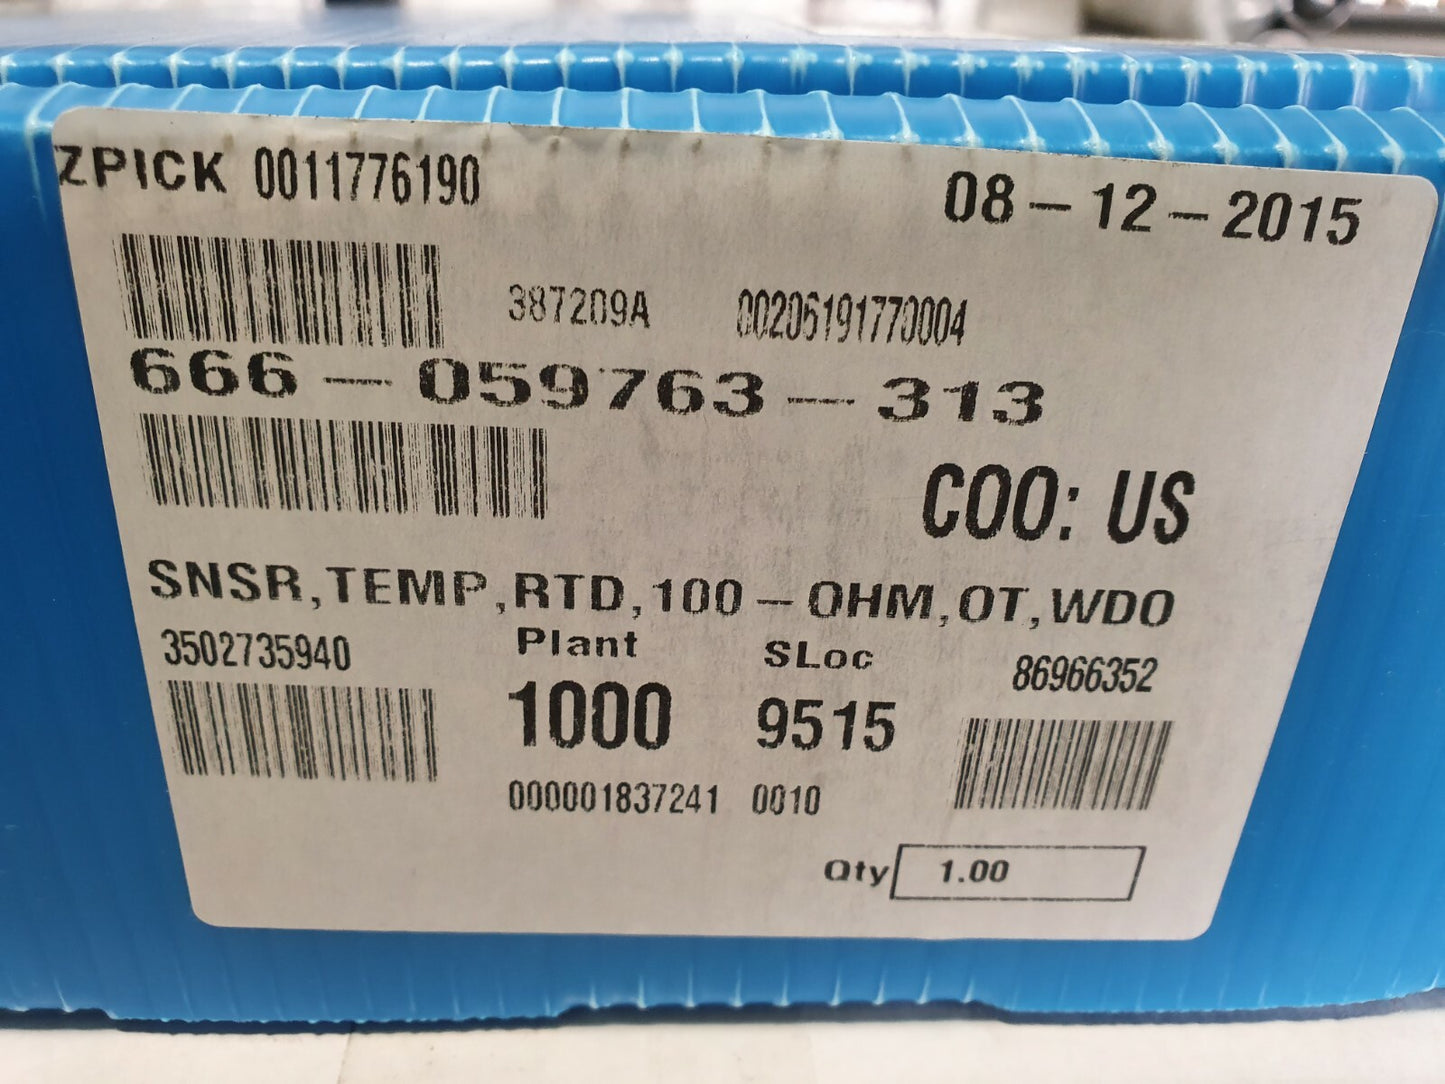 ZPICK 0011776190 08-12-2015
387209A 00206191770004
666-059763-313
COO: US
SNSR,TEMP,RTD,100-OHM,OT,WDO
3502735940 Plant SLoc 86966352
1000 9515
000001837241 0010
Qty 1.00